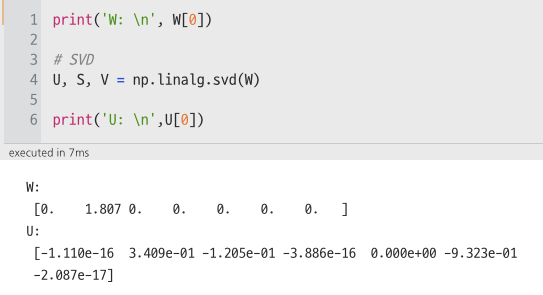 1 print('W: \n', W[0])
2
3 # SVD
4 U, S, V = np.linalg.svd(W)
5
6 print('U: \n',U[0])
executed in 7ms
W:
[0. 1.807 0. 0. 0. 0. 0. ]
U:
[-1.110e-16 3.409e-01 -1.205e-01 -3.886e-16 0.000e+00 -9.323e-01
-2.087e-17]